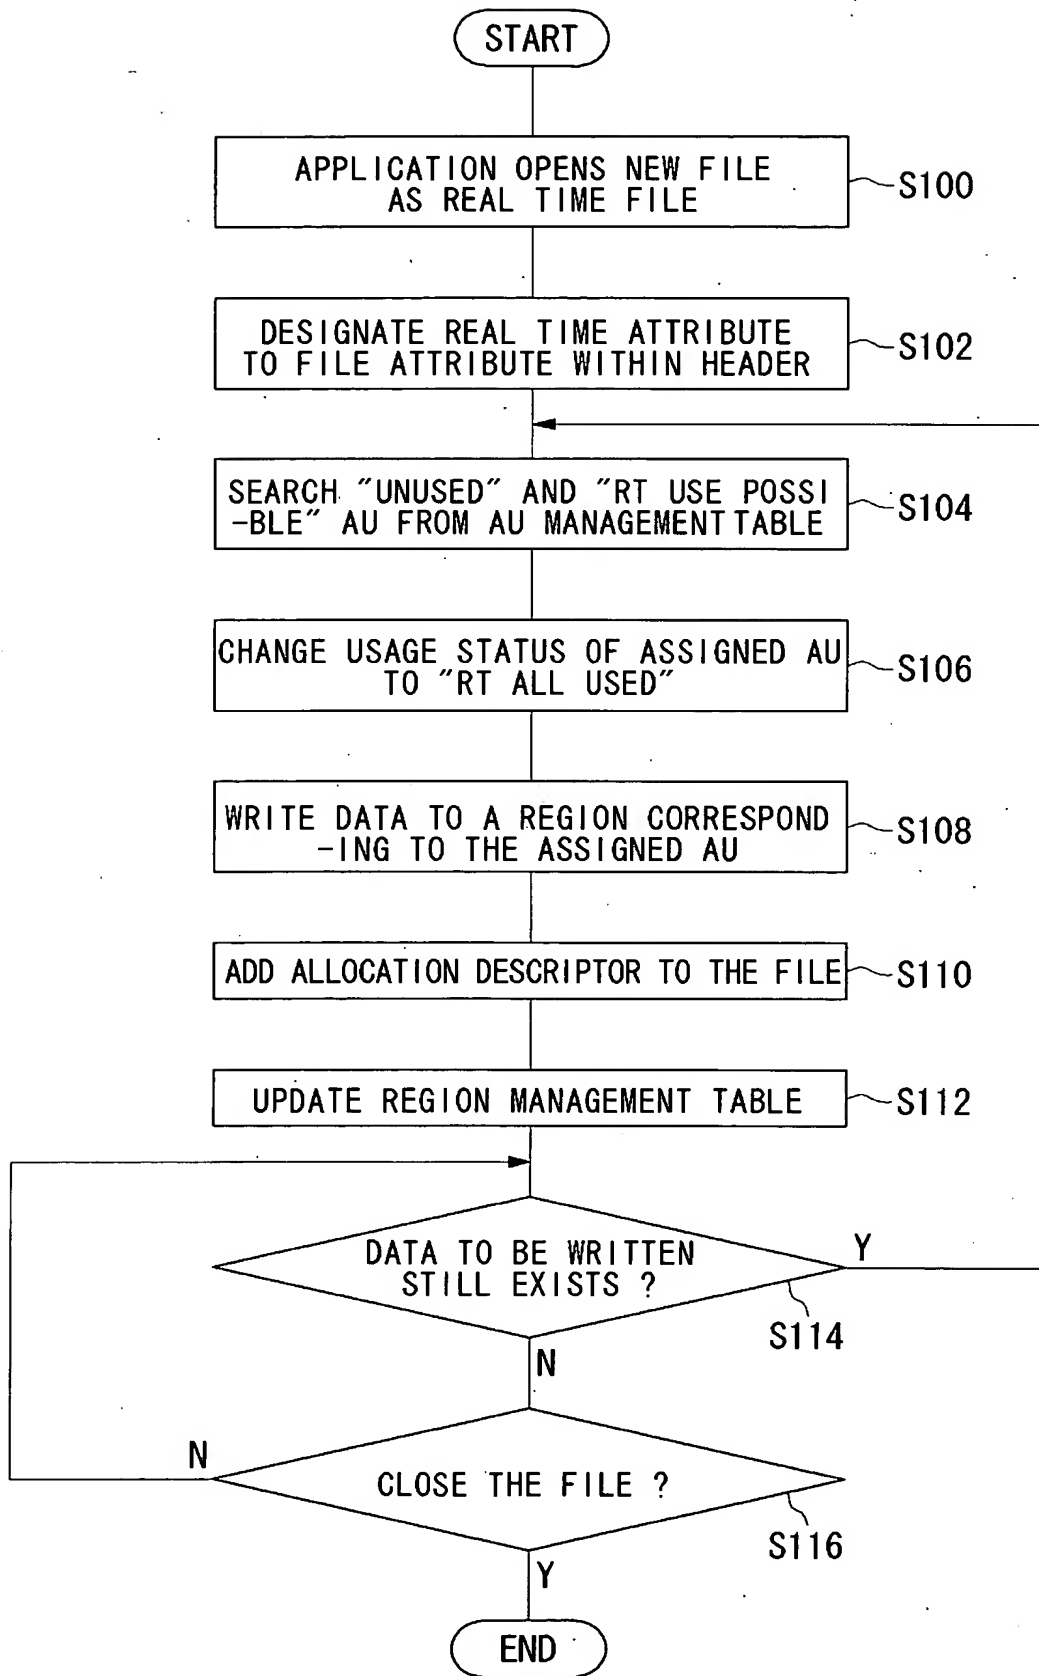 START
APPLICATION OPENS NEW FILE
AS REAL TIME FILE
S100
DESIGNATE REAL TIME ATTRIBUTE
TO FILE ATTRIBUTE WITHIN HEADER
S102
SEARCH "UNUSED" AND "RT USE POSSI
-BLE" AU FROM AU MANAGEMENT TABLE
S104
CHANGE USAGE STATUS OF ASSIGNED AU
TO "RT ALL USED"
S106
WRITE DATA TO A REGION CORRESPOND
-ING TO THE ASSIGNED AU
S108
ADD ALLOCATION DESCRIPTOR TO THE FILE
S110
UPDATE REGION MANAGEMENT TABLE
S112
DATA TO BE WRITTEN
STILL EXISTS ?
Y
S114
N
N
CLOSE THE FILE ?
S116
Y
END